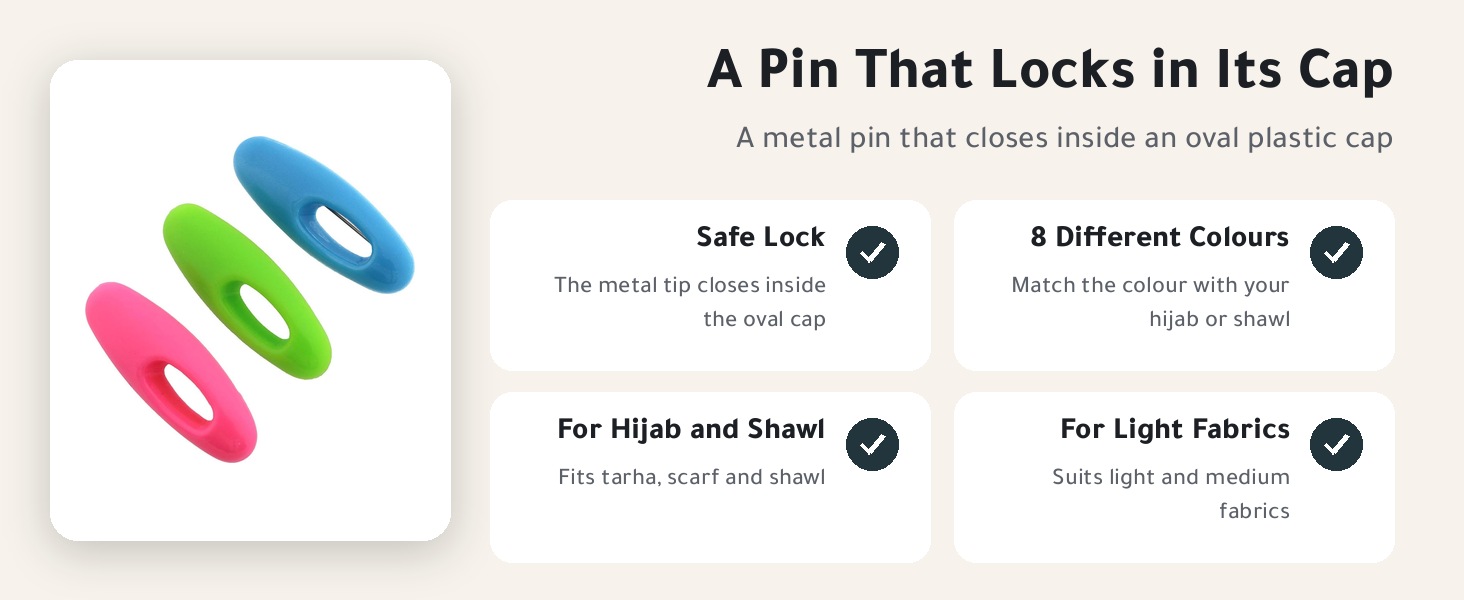 A Pin That Locks in Its Cap
A metal pin that closes inside an oval plastic cap
Safe Lock
The metal tip closes inside
the oval cap
8 Different Colours
Match the colour with your
hijab or shawl
For Hijab and Shawl
Fits tarha, scarf and shawl
For Light Fabrics
Suits light and medium
fabrics